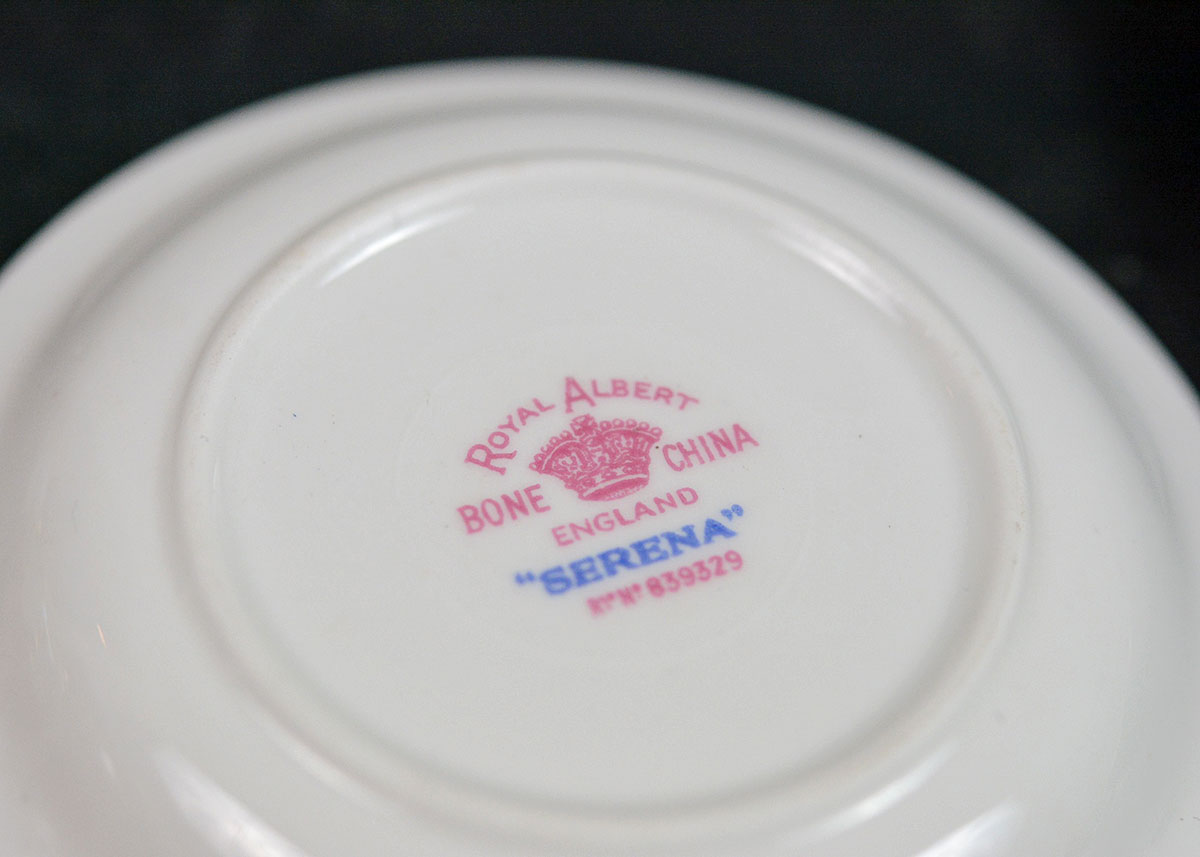 ROYAL ALBERT
BONE CHINA
ENGLAND
"SERENA"
Rᴰ Nº 839329